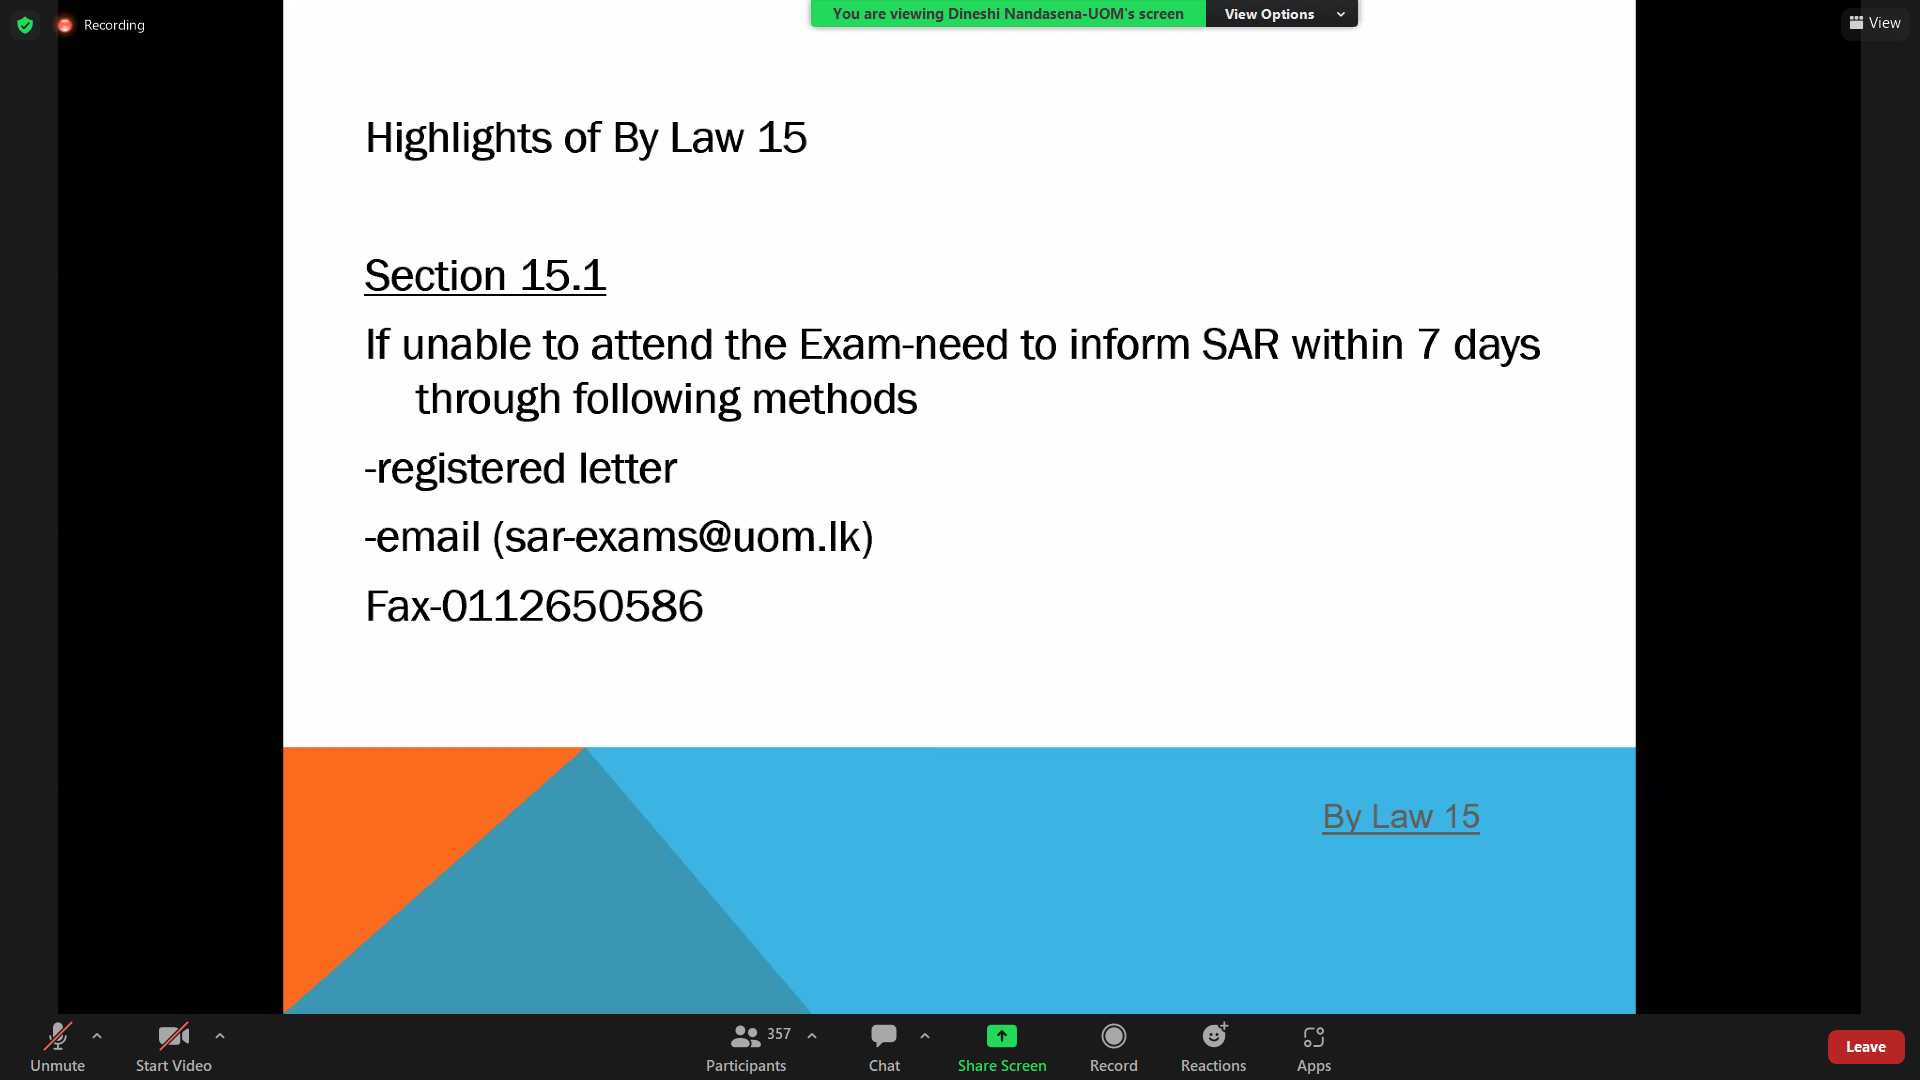 Recording
You are viewing Dineshi Nandasena-UOM's screen
View Options
View
Highlights of By Law 15
Section 15.1
If unable to attend the Exam-need to inform SAR within 7 days
through following methods
-registered letter
-email (sar-exams@uom.lk)
Fax-0112650586
By Law 15
Unmute
Start Video
357
Participants
Chat
Share Screen
Record
Reactions
Apps
Leave